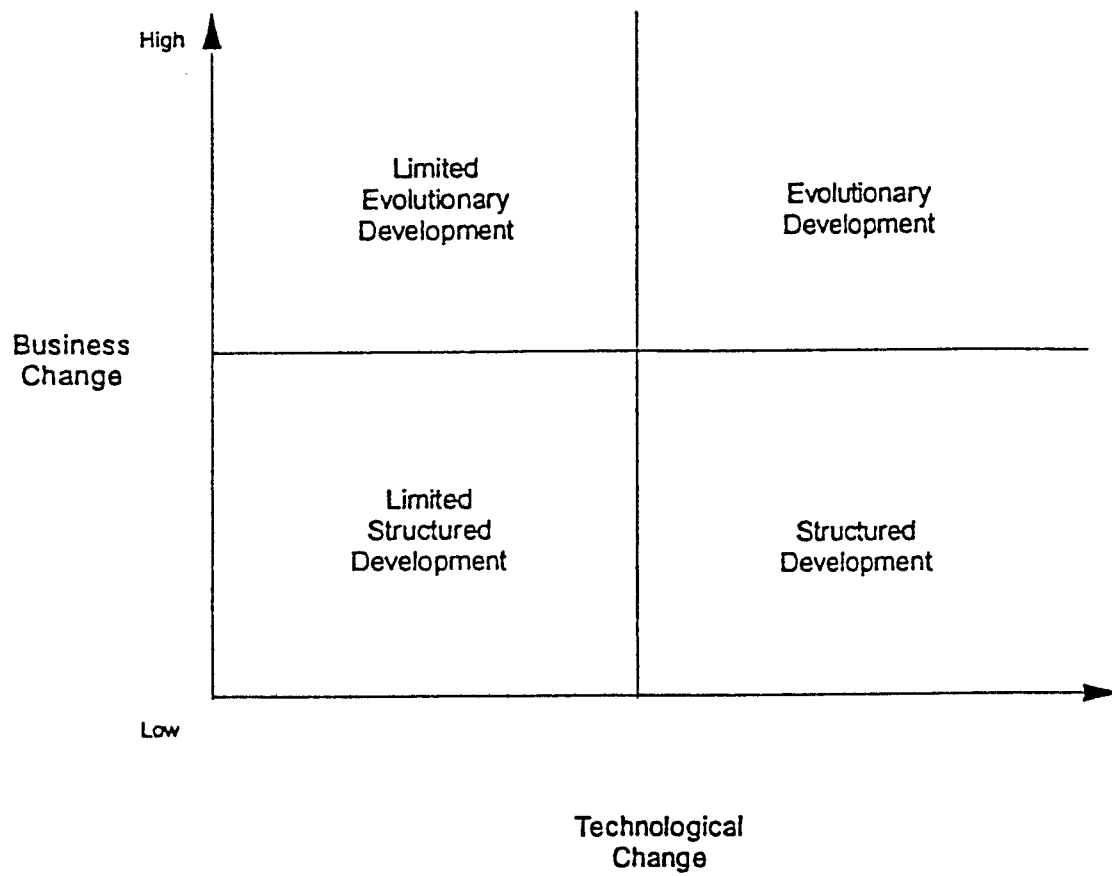 High
Limited
Evolutionary
Development
Evolutionary
Development
Business
Change
Limited
Structured
Development
Structured
Development
Low
Technological
Change